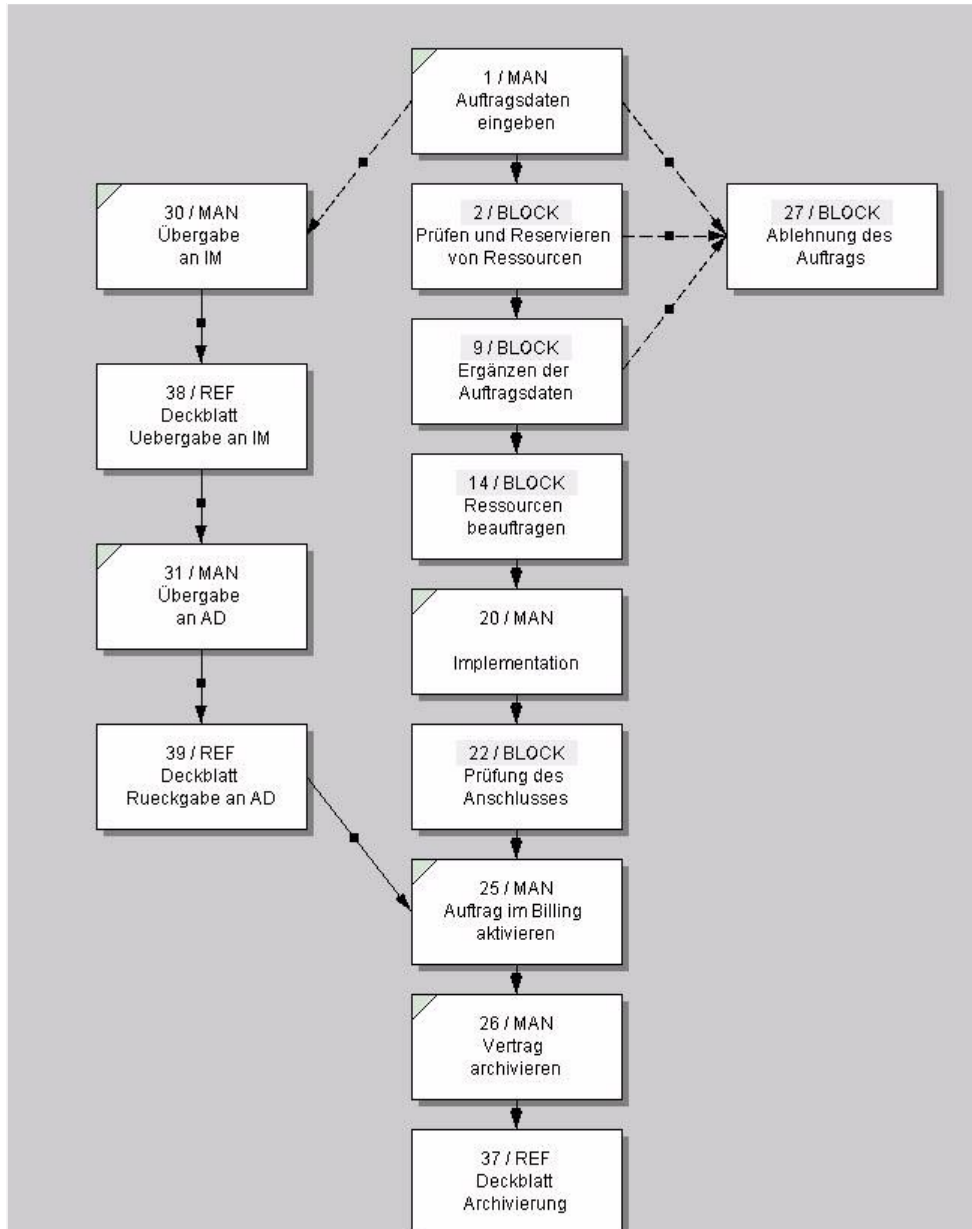 1 / MAN
Auftragsdaten
eingeben
30 / MAN
Übergabe
an IM
2 / BLOCK
Prüfen und Reservieren
von Ressourcen
27 / BLOCK
Ablehnung des
Auftrags
9 / BLOCK
Ergänzen der
Auftragsdaten
38 / REF
Deckblatt
Uebergabe an IM
14 / BLOCK
Ressourcen
beauftragen
31 / MAN
Übergabe
an AD
20 / MAN
Implementation
39 / REF
Deckblatt
Rueckgabe an AD
22 / BLOCK
Prüfung des
Anschlusses
25 / MAN
Auftrag im Billing
aktivieren
26 / MAN
Vertrag
archivieren
37 / REF
Deckblatt
Archivierung